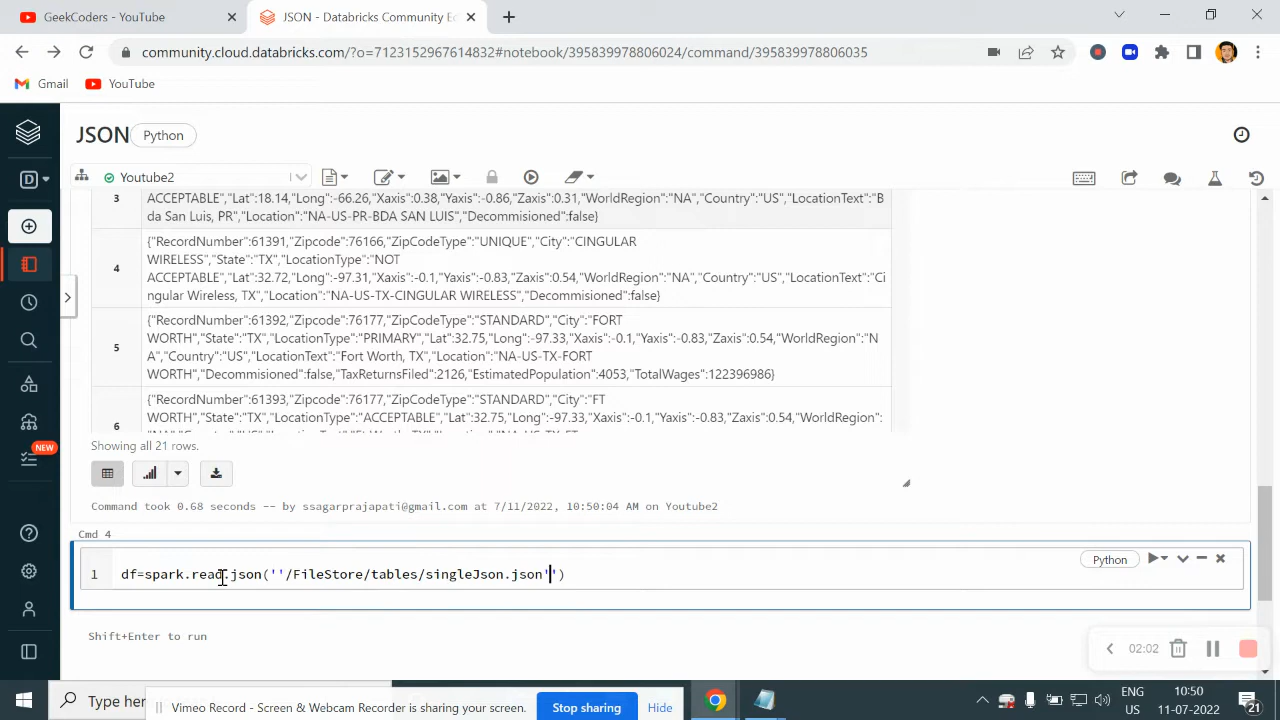 GeekCoders - YouTube
JSON - Databricks Community Ed
community.cloud.databricks.com/?o=7123152967614832#notebook/395839978806024/command/395839978806035
Gmail
YouTube
JSON
Python
D
Youtube2
3
ACCEPTABLE","Lat":18.14,"Long":-66.26,"Xaxis":0.38,"Yaxis":-0.86,"Zaxis":0.31,"WorldRegion":"NA","Country":"US","LocationText":"B
da San Luis, PR","Location":"NA-US-PR-BDA SAN LUIS","Decommisioned":false}
4
{"RecordNumber":61391,"Zipcode":76166,"ZipCodeType":"UNIQUE","City":"CINGULAR
WIRELESS","State":"TX","LocationType":"NOT
ACCEPTABLE","Lat":32.72,"Long":-97.31,"Xaxis":-0.1,"Yaxis":-0.83,"Zaxis":0.54,"WorldRegion":"NA","Country":"US","LocationText":"Ci
ngular Wireless, TX","Location":"NA-US-TX-CINGULAR WIRELESS","Decommisioned":false}
5
{"RecordNumber":61392,"Zipcode":76177,"ZipCodeType":"STANDARD","City":"FORT
WORTH","State":"TX","LocationType":"PRIMARY","Lat":32.75,"Long":-97.33,"Xaxis":-0.1,"Yaxis":-0.83,"Zaxis":0.54,"WorldRegion":"N
A","Country":"US","LocationText":"Fort Worth, TX","Location":"NA-US-TX-FORT
WORTH","Decommisioned":false,"TaxReturnsFiled":2126,"EstimatedPopulation":4053,"TotalWages":122396986}
6
{"RecordNumber":61393,"Zipcode":76177,"ZipCodeType":"STANDARD","City":"FT
WORTH","State":"TX","LocationType":"ACCEPTABLE","Lat":32.75,"Long":-97.33,"Xaxis":-0.1,"Yaxis":-0.83,"Zaxis":0.54,"WorldRegion":
Showing all 21 rows.
NEW
Command took 0.68 seconds -- by ssagarprajapati@gmail.com at 7/11/2022, 10:50:04 AM on Youtube2
Cmd 4
Python
1
df=spark.read.json(''/FileStore/tables/singleJson.json'')
Shift+Enter to run
02:02
Type her
Vimeo Record - Screen & Webcam Recorder is sharing your screen.
Stop sharing
Hide
ENG
US
10:50
11-07-2022
21